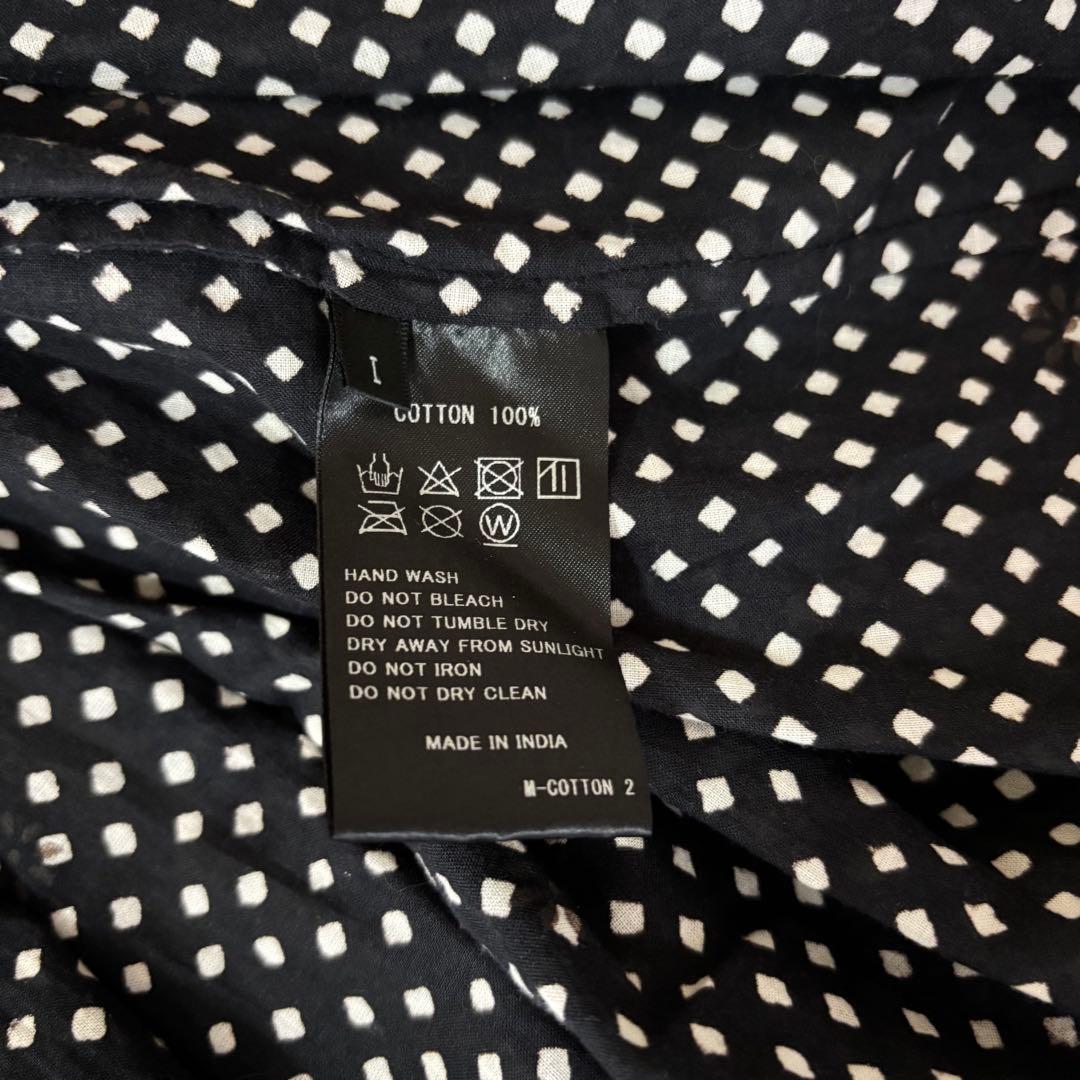 I
COTTON 100%
W
HAND WASH
DO NOT BLEACH
DO NOT TUMBLE DRY
DRY AWAY FROM SUNLIGHT
DO NOT IRON
DO NOT DRY CLEAN
MADE IN INDIA
M-COTTON 2